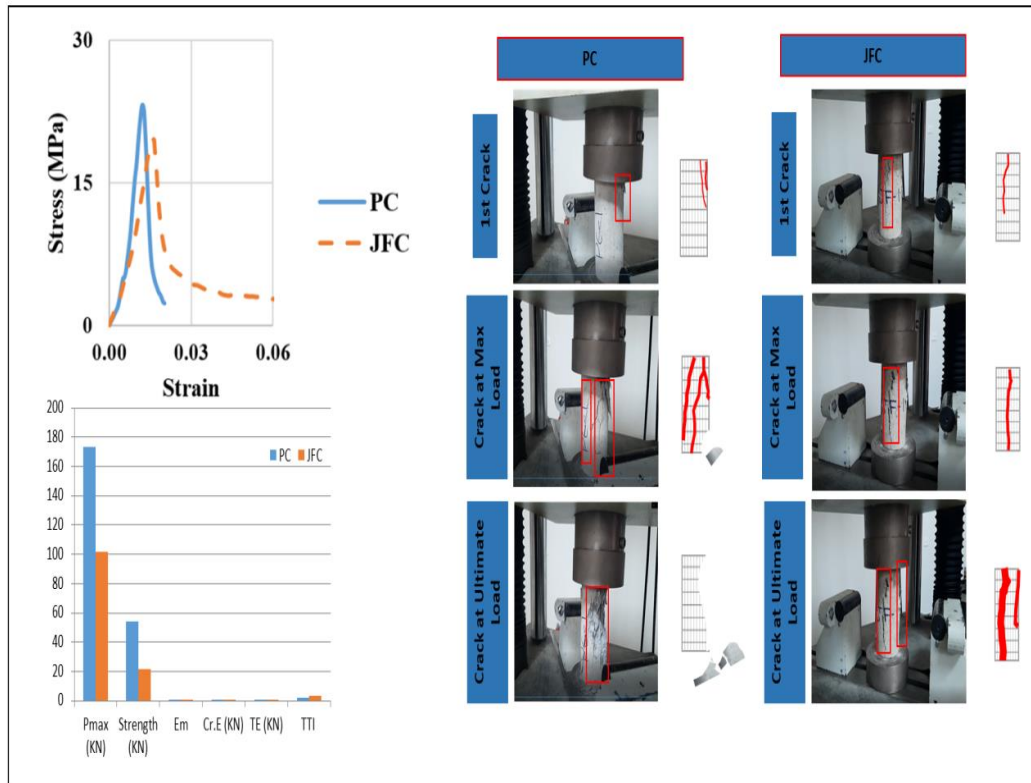 30
15
0
Stress (MPa)
0.00
0.03
0.06
Strain
PC
JFC
200
180
160
140
120
100
80
60
40
20
0
PC
JFC
Pmax
(KN)
Strength
(KN)
Em
Cr.E (KN)
TE (KN)
TTI
PC
JFC
1st Crack
1st Crack
Crack at Max
Load
Crack at Max
Load
Crack at Ultimate
Load
Crack at Ultimate
Load